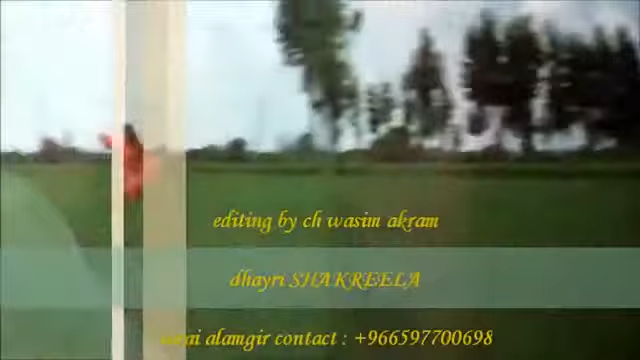 editing by ch wasim akram
dhayri SHAKREELA
alamgir contact : +966597700698